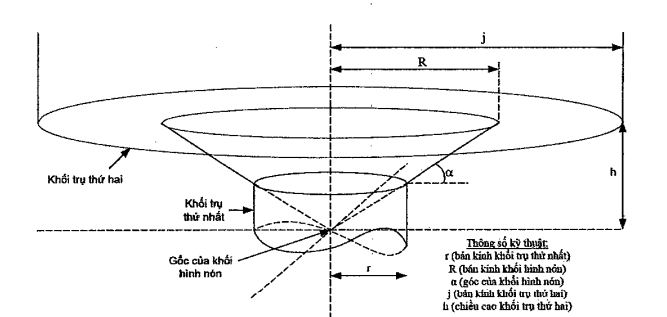 j
R
Khối trụ thứ hai
α
h
Khối trụ
thứ nhất
Gốc của khối
hình nón
r
Thông số kỹ thuật:
r (bán kính khối trụ thứ nhất)
R (bán kính khối hình nón)
α (góc của khối hình nón)
j (bán kính khối trụ thứ hai)
h (chiều cao khối trụ thứ hai)